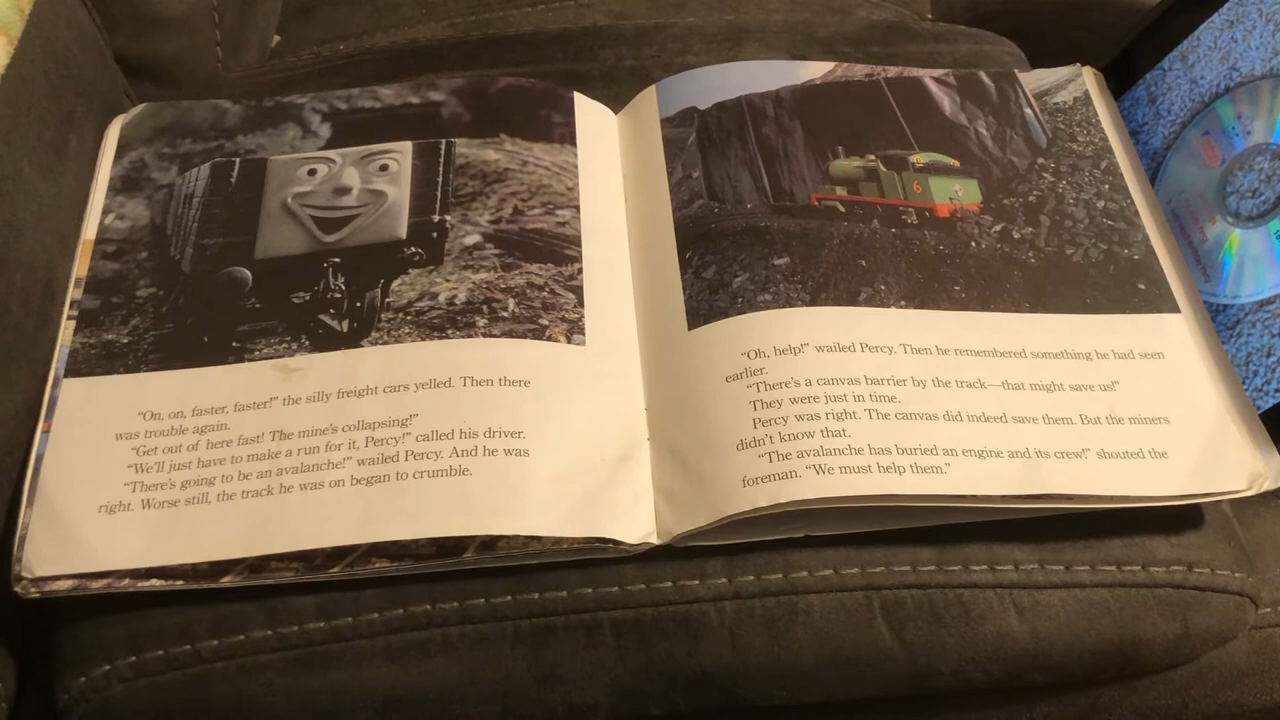 “On, on, faster, faster!” the silly freight cars yelled. Then there
was trouble again.
“Get out of here fast! The mine’s collapsing!”
“We’ll just have to make a run for it, Percy!” called his driver.
“There’s going to be an avalanche!” wailed Percy. And he was
right. Worse still, the track he was on began to crumble.
6
“Oh, help!” wailed Percy. Then he remembered something he had seen
earlier.
“There’s a canvas barrier by the track—that might save us!”
They were just in time.
Percy was right. The canvas did indeed save them. But the miners
didn’t know that.
“The avalanche has buried an engine and its crew!” shouted the
foreman. “We must help them.”